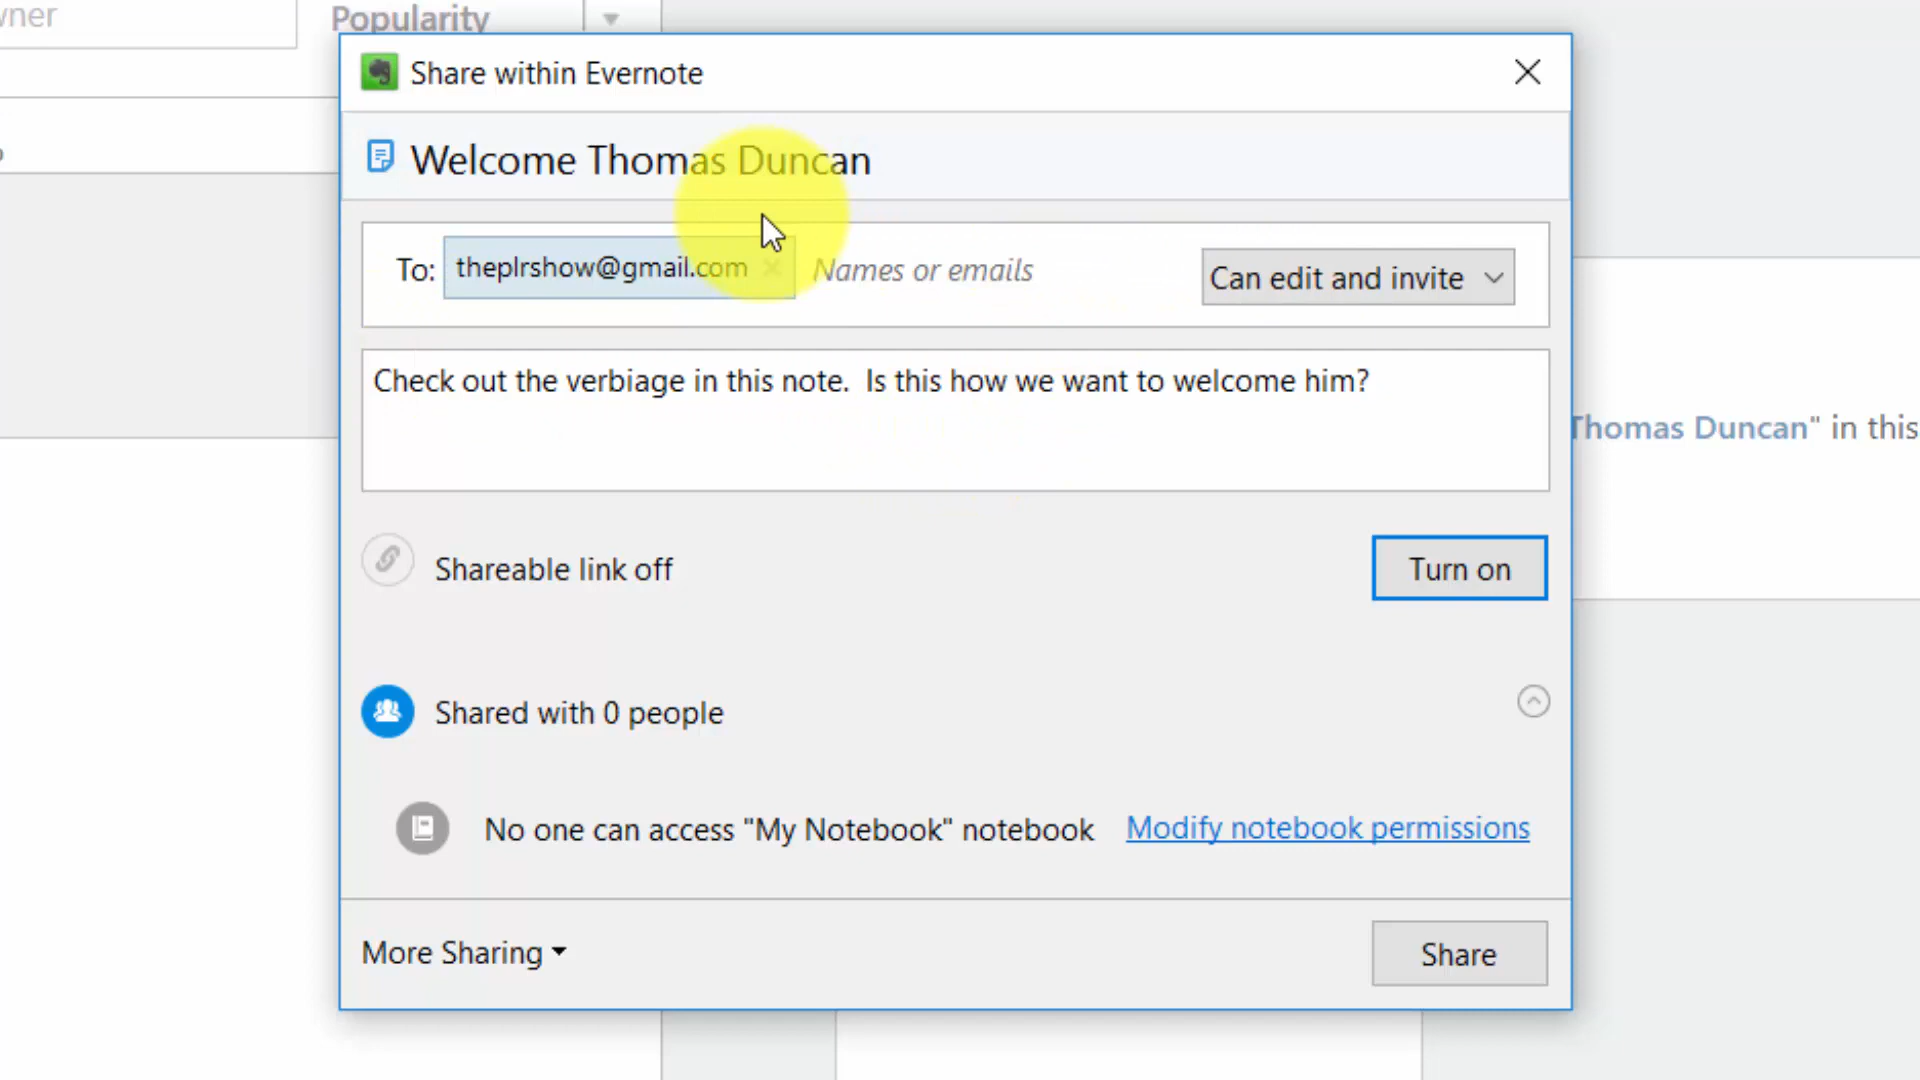 Popularity
Share within Evernote
Welcome Thomas Duncan
To: theplrshow@gmail.com Names or emails Can edit and invite
Check out the verbiage in this note. Is this how we want to welcome him?
Thomas Duncan" in this
Shareable link off Turn on
Shared with 0 people
No one can access "My Notebook" notebook Modify notebook permissions
More Sharing Share